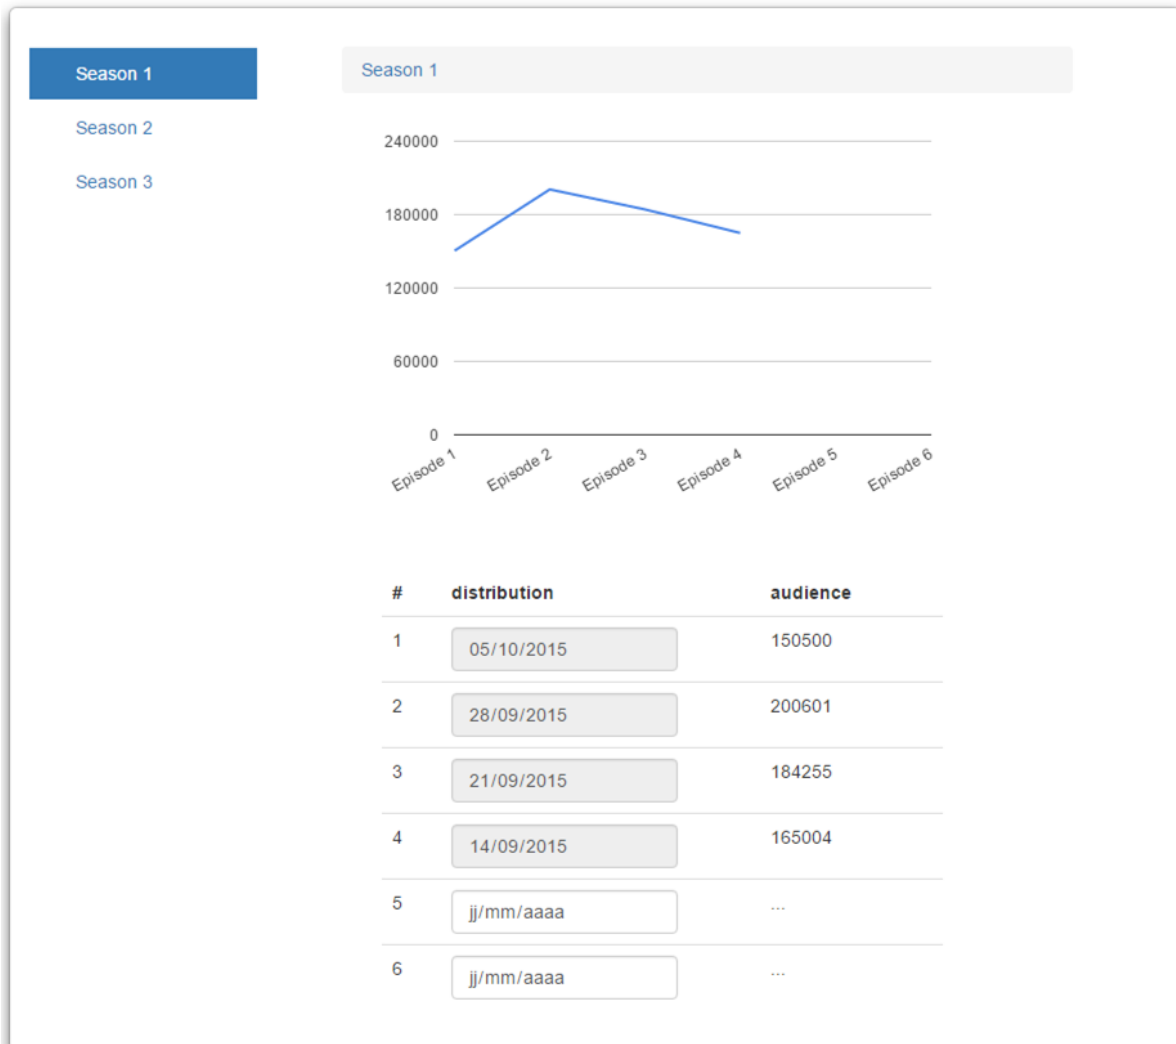 Season 1
Season 2
Season 3
Season 1
240000
180000
120000
60000
0
Episode 1 Episode 2 Episode 3 Episode 4 Episode 5 Episode 6
# distribution audience
1 05/10/2015 150500
2 28/09/2015 200601
3 21/09/2015 184255
4 14/09/2015 165004
5 jj/mm/aaaa ...
6 jj/mm/aaaa ...